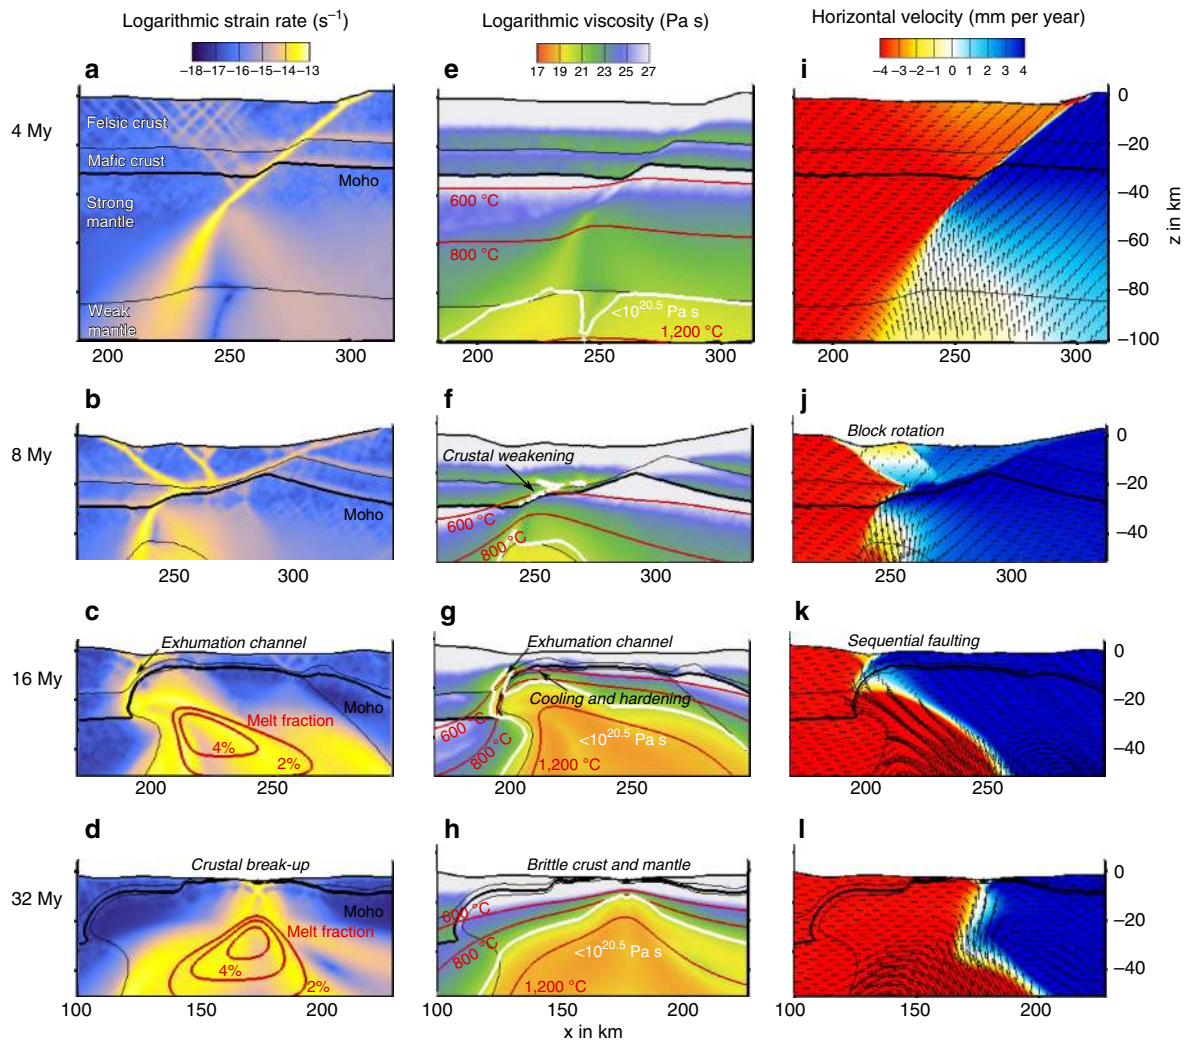 Logarithmic strain rate (s−1)
Logarithmic viscosity (Pa s)
Horizontal velocity (mm per year)
−18 −17 −16 −15 −14 −13
17 19 21 23 25 27
−4 −3 −2 −1 0 1 2 3 4
a
e
i
4 My
Felsic crust
Mafic crust
Moho
Strong
mantle
Weak
mantle
200 250 300
600 °C
800 °C
<10^20.5 Pa s
1,200 °C
200 250 300
0
−20
−40
−60
−80
−100
z in km
200 250 300
b
f
j
8 My
Moho
250 300
Crustal weakening
600 °C
800 °C
250 300
Block rotation
0
−20
−40
250 300
c
g
k
16 My
Exhumation channel
Moho
Melt fraction
4%
2%
200 250
Exhumation channel
Cooling and hardening
600 °C
800 °C
<10^20.5 Pa s
1,200 °C
200 250
Sequential faulting
0
−20
−40
200 250
d
h
l
32 My
Crustal break-up
Moho
Melt fraction
4%
2%
100 150 200
Brittle crust and mantle
600 °C
800 °C
<10^20.5 Pa s
1,200 °C
100 150 200
0
−20
−40
100 150 200
x in km